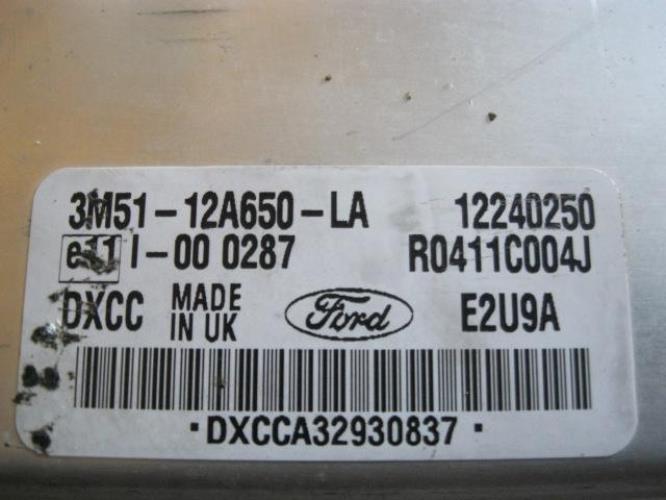 3M51-12A650-LA 12240250
e11 I-00 0287 R0411C004J
DXCC MADE IN UK Ford E2U9A
·DXCCA32930837·